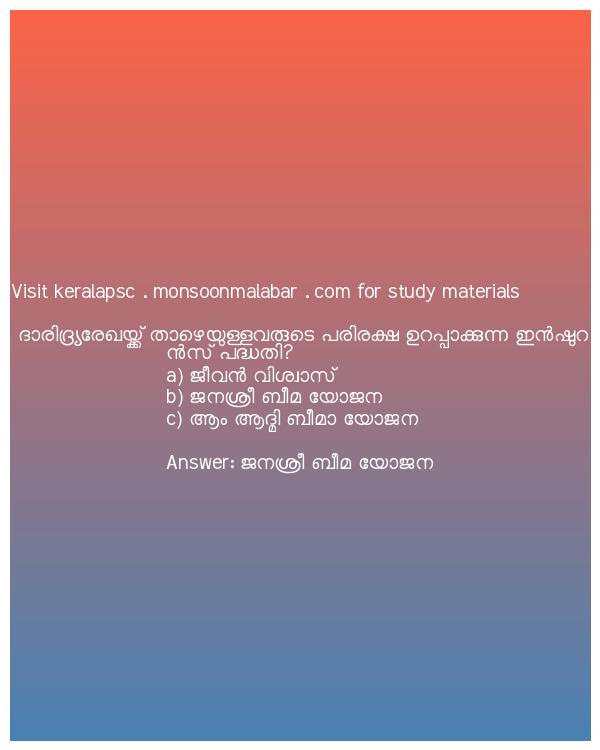 Visit keralapsc . monsoonmalabar . com for study materials
ദാരിദ്ര്യരേഖയ്ക്ക് താഴെയുള്ളവരുടെ പരിരക്ഷ ഉറപ്പാക്കുന്ന ഇൻഷുറ
ൻസ് പദ്ധതി?
a) ജീവൻ വിശ്വാസ്
b) ജനശ്രീ ബീമ യോജന
c) ആം ആദ്മി ബീമാ യോജന
Answer: ജനശ്രീ ബീമ യോജന